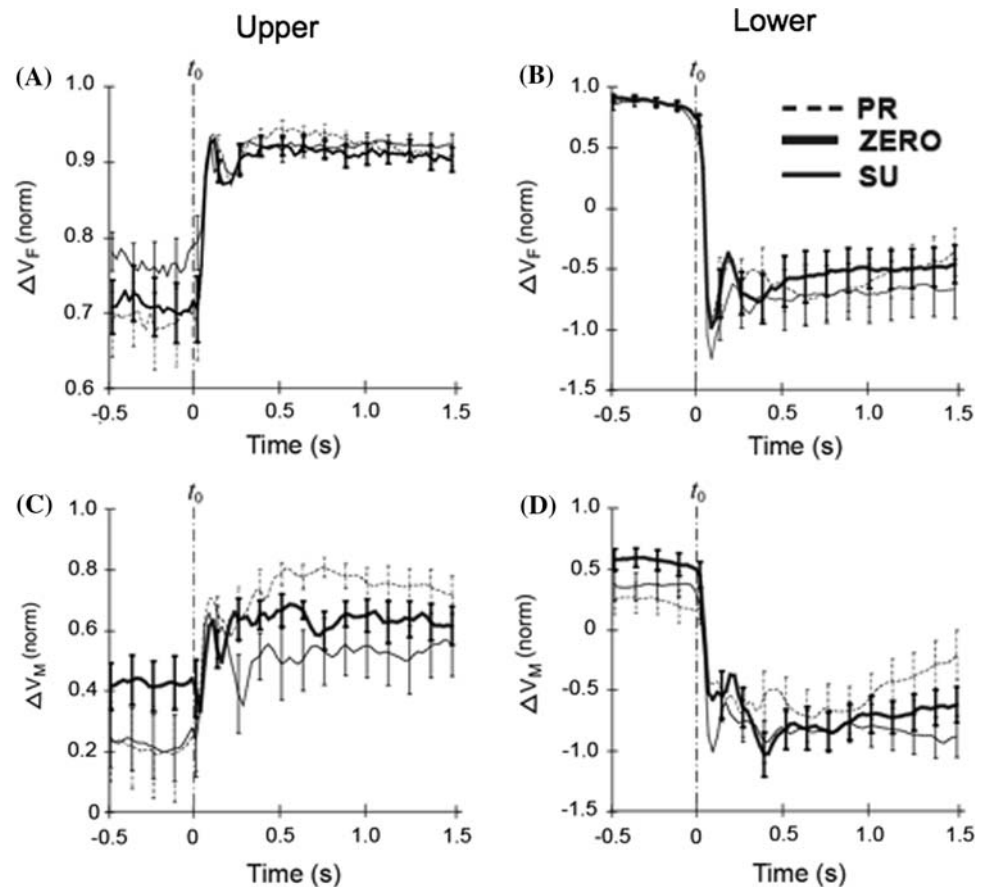 Upper
Lower
(A)
t0
ΔVF (norm)
1.0
0.9
0.8
0.7
0.6
-0.5
0
0.5
1.0
1.5
Time (s)
(B)
t0
PR
ZERO
SU
ΔVF (norm)
1.0
0.5
0
-0.5
-1.0
-1.5
-0.5
0
0.5
1.0
1.5
Time (s)
(C)
t0
ΔVM (norm)
1.0
0.8
0.6
0.4
0.2
0
-0.5
0
0.5
1.0
1.5
Time (s)
(D)
t0
ΔVM (norm)
1.0
0.5
0
-0.5
-1.0
-1.5
-0.5
0
0.5
1.0
1.5
Time (s)